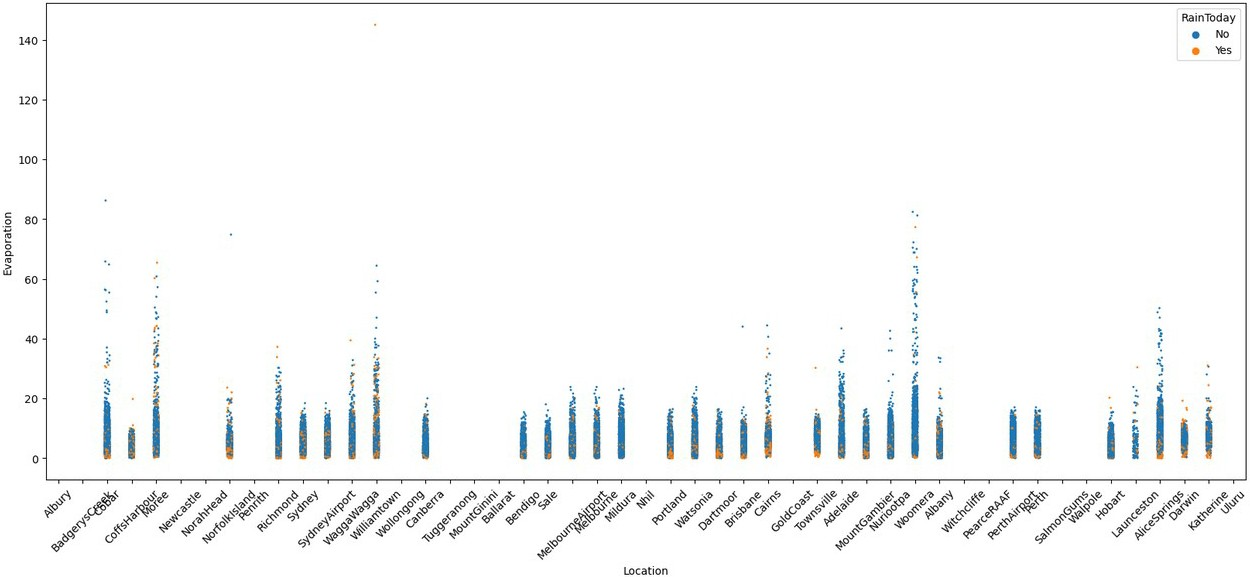 RainToday
No
Yes
140
120
100
80
60
40
20
0
Evaporation
Albury
BadgerysCreek
Cobar
CoffsHarbour
Moree
Newcastle
NorahHead
NorfolkIsland
Penrith
Richmond
Sydney
SydneyAirport
WaggaWagga
Williamtown
Wollongong
Canberra
Tuggeranong
MountGinini
Ballarat
Bendigo
Sale
MelbourneAirport
Melbourne
Mildura
Nhil
Portland
Watsonia
Dartmoor
Brisbane
Cairns
GoldCoast
Townsville
Adelaide
MountGambier
Nuriootpa
Woomera
Albany
Witchcliffe
PearceRAAF
PerthAirport
Perth
SalmonGums
Walpole
Hobart
Launceston
AliceSprings
Darwin
Katherine
Uluru
Location